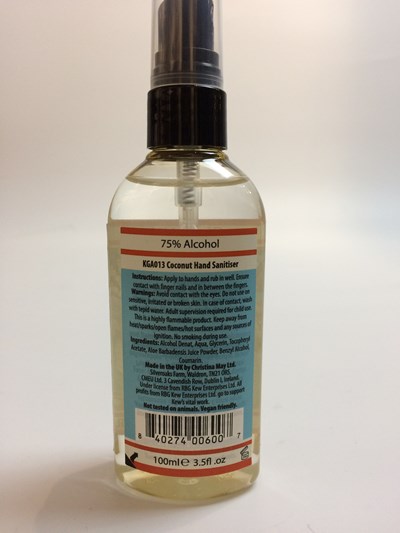 75% Alcohol
KGA013 Coconut Hand Sanitiser
Instructions: Apply to hands and rub in well. Ensure
contact with finger nails and in between the fingers.
Warnings: Avoid contact with the eyes. Do not use on
sensitive, irritated or broken skin. In case of contact, wash
with tepid water. Adult supervision required for child use.
This is a highly flammable product. Keep away from
heat/sparks/open flames/hot surfaces and any sources of
ignition. No smoking during use.
Ingredients: Alcohol Denat, Aqua, Glycerin, Tocopheryl
Acetate, Aloe Barbadensis Juice Powder, Benzyl Alcohol,
Coumarin.
Made in the UK by Christina May Ltd.
Silveroaks Farm, Waldron, TN21 0RS.
CMEU Ltd. 3 Cavendish Row, Dublin I, Ireland.
Under license from RBG Kew Enterprises Ltd. All
profits from RBG Kew Enterprises Ltd. go to support
Kew's vital work.
Not tested on animals. Vegan friendly.
8 40274 00600 7
100ml e 3.5fl .oz